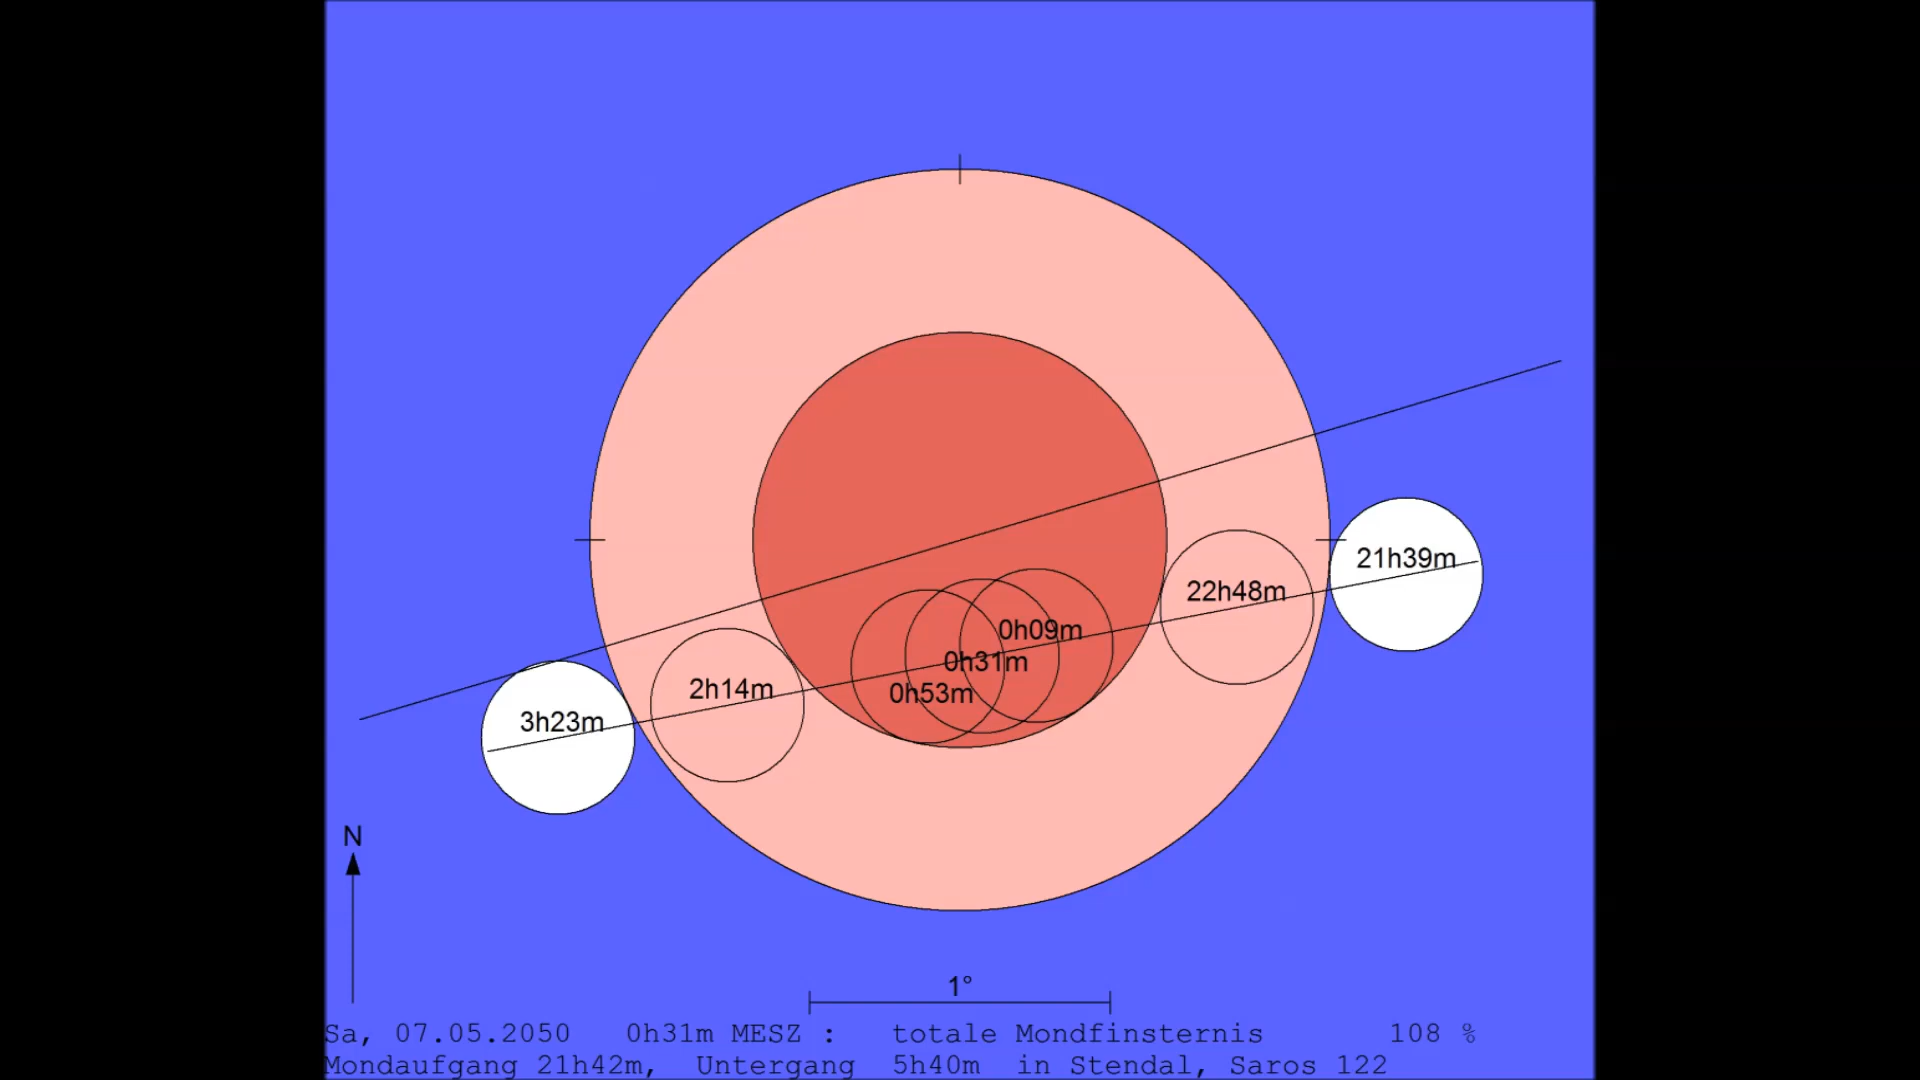 21h39m
22h48m
0h09m
0h31m
2h14m
0h53m
3h23m
N
1°
Sa, 07.05.2050 0h31m MESZ : totale Mondfinsternis 108 %
Mondaufgang 21h42m, Untergang 5h40m in Stendal, Saros 122